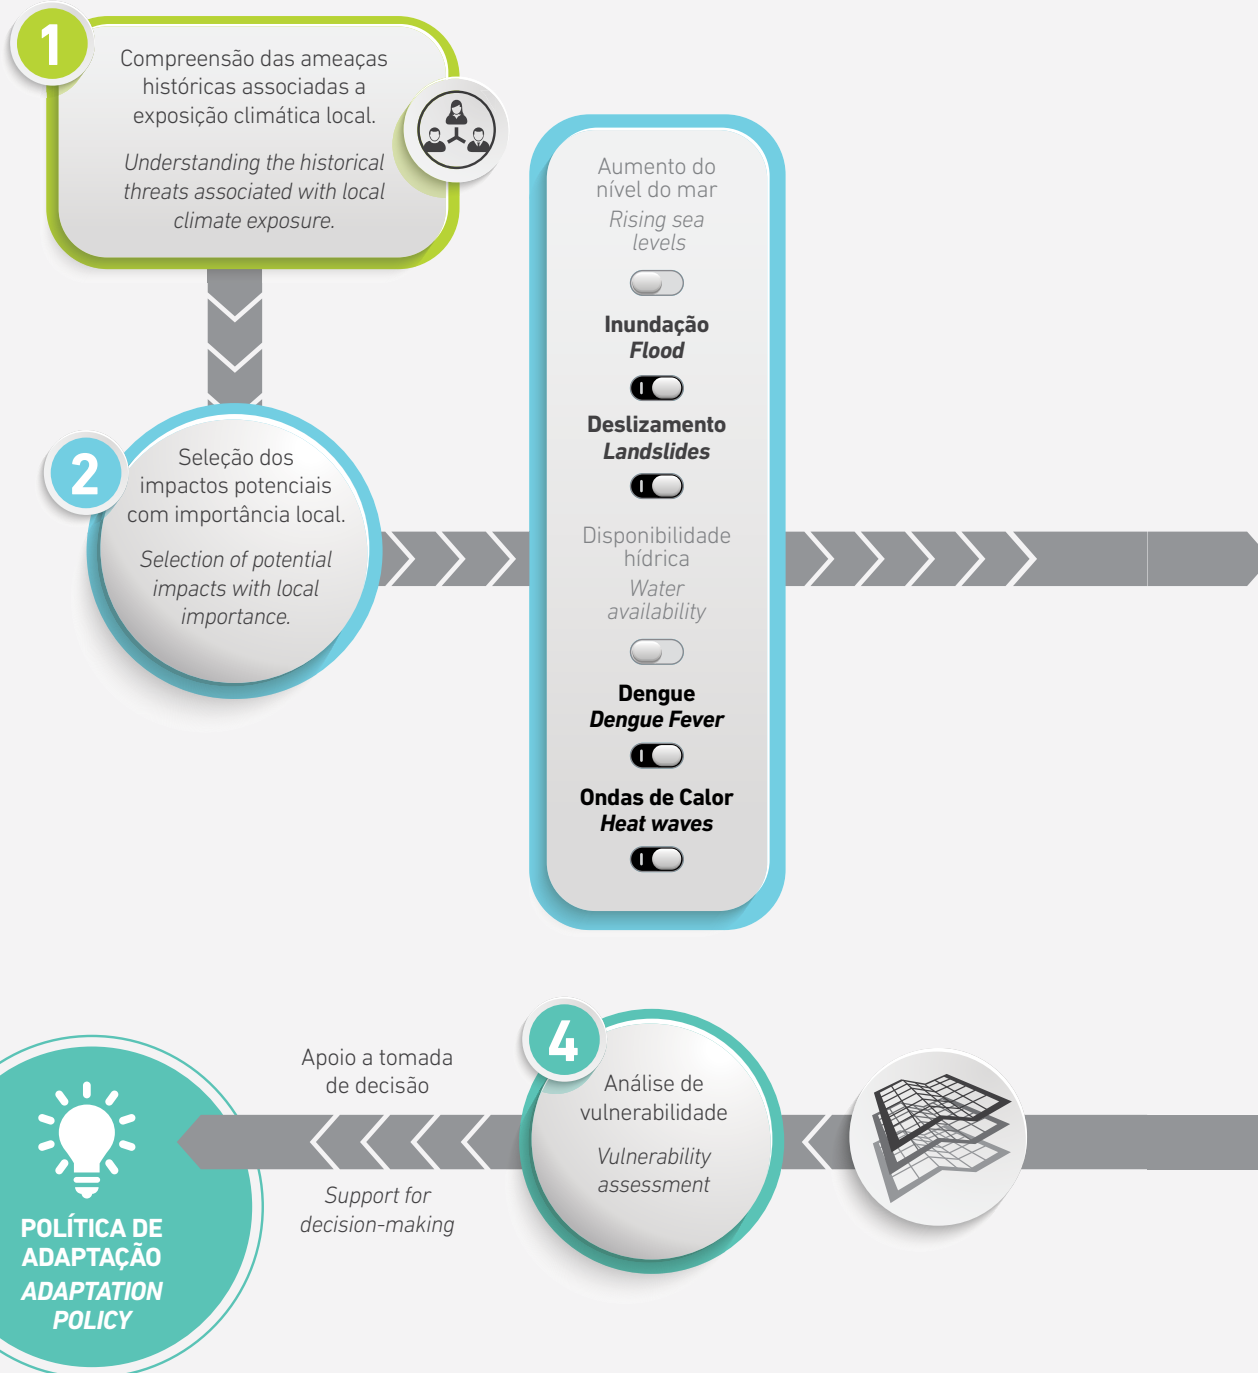 1
Compreensão das ameaças
históricas associadas a
exposição climática local.
Understanding the historical
threats associated with local
climate exposure.
2
Seleção dos
impactos potenciais
com importância local.
Selection of potential
impacts with local
importance.
Aumento do
nível do mar
Rising sea
levels
Inundação
Flood
Deslizamento
Landslides
Disponibilidade
hídrica
Water
availability
Dengue
Dengue Fever
Ondas de Calor
Heat waves
4
Análise de
vulnerabilidade
Vulnerability
assessment
Apoio a tomada
de decisão
Support for
decision-making
POLÍTICA DE
ADAPTAÇÃO
ADAPTATION
POLICY